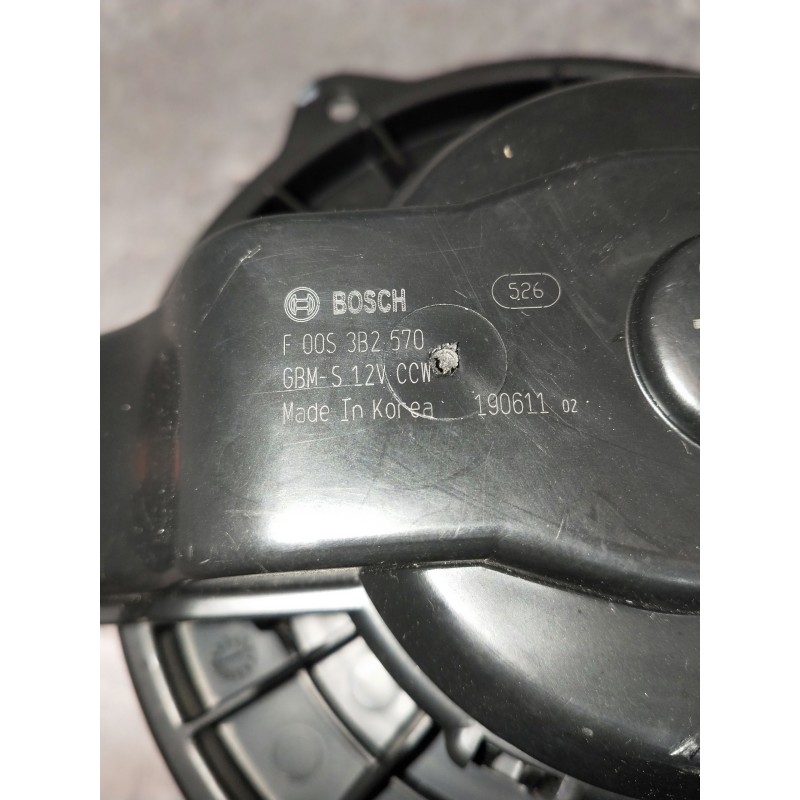 BOSCH
526
F 00S 3B2 570
GBM-S 12V CCW
Made In Korea 190611 02